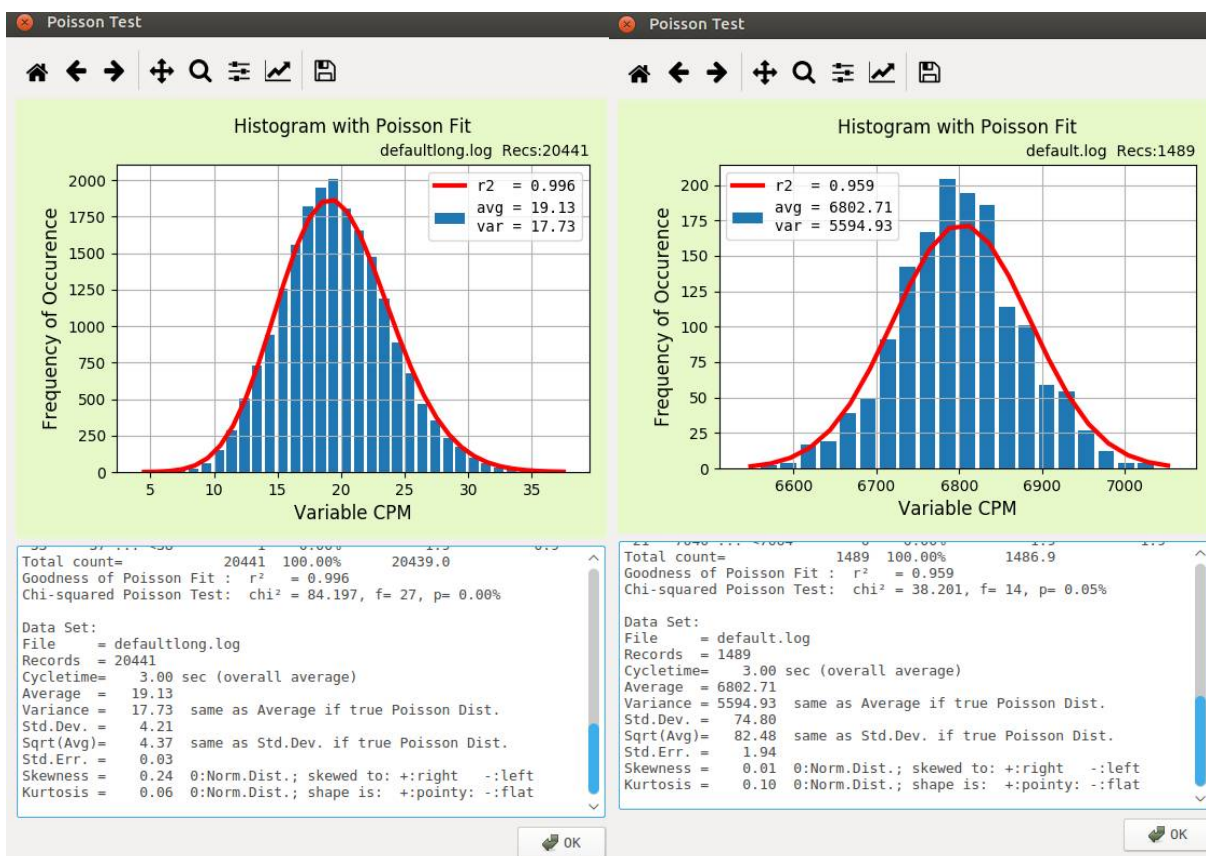 Poisson Test
Histogram with Poisson Fit
defaultlong.log Recs:20441
r2 = 0.996
avg = 19.13
var = 17.73
2000
1750
1500
1250
1000
750
500
250
0
Frequency of Occurence
5 10 15 20 25 30 35
Variable CPM
Total count= 20441 100.00% 20439.0
Goodness of Poisson Fit : r² = 0.996
Chi-squared Poisson Test: chi² = 84.197, f= 27, p= 0.00%
Data Set:
File = defaultlong.log
Records = 20441
Cycletime= 3.00 sec (overall average)
Average = 19.13
Variance = 17.73 same as Average if true Poisson Dist.
Std.Dev. = 4.21
Sqrt(Avg)= 4.37 same as Std.Dev. if true Poisson Dist.
Std.Err. = 0.03
Skewness = 0.24 0:Norm.Dist.; skewed to: +:right -:left
Kurtosis = 0.06 0:Norm.Dist.; shape is: +:pointy: -:flat
OK
Poisson Test
Histogram with Poisson Fit
default.log Recs:1489
r2 = 0.959
avg = 6802.71
var = 5594.93
200
175
150
125
100
75
50
25
0
Frequency of Occurence
6600 6700 6800 6900 7000
Variable CPM
Total count= 1489 100.00% 1486.9
Goodness of Poisson Fit : r² = 0.959
Chi-squared Poisson Test: chi² = 38.201, f= 14, p= 0.05%
Data Set:
File = default.log
Records = 1489
Cycletime= 3.00 sec (overall average)
Average = 6802.71
Variance = 5594.93 same as Average if true Poisson Dist.
Std.Dev. = 74.80
Sqrt(Avg)= 82.48 same as Std.Dev. if true Poisson Dist.
Std.Err. = 1.94
Skewness = 0.01 0:Norm.Dist.; skewed to: +:right -:left
Kurtosis = 0.10 0:Norm.Dist.; shape is: +:pointy: -:flat
OK